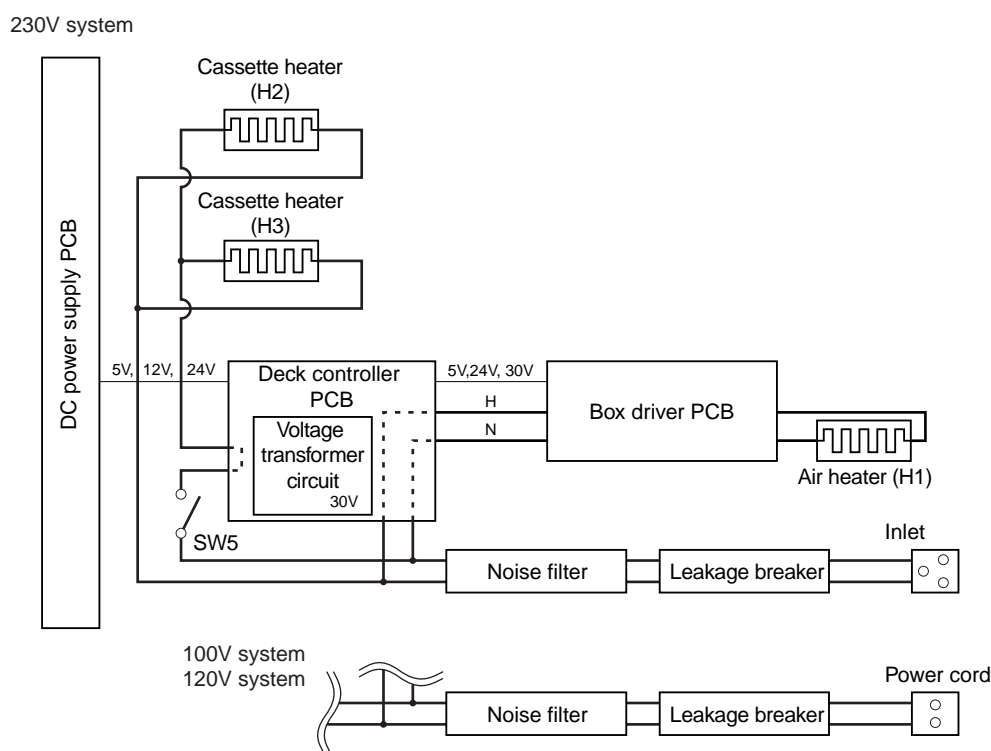 230V system
Cassette heater
(H2)
Cassette heater
(H3)
DC power supply PCB
5V, 12V, 24V
Deck controller
PCB
Voltage
transformer
circuit
30V
5V,24V, 30V
H
N
Box driver PCB
Air heater (H1)
SW5
Inlet
Noise filter
Leakage breaker
100V system
120V system
Power cord
Noise filter
Leakage breaker